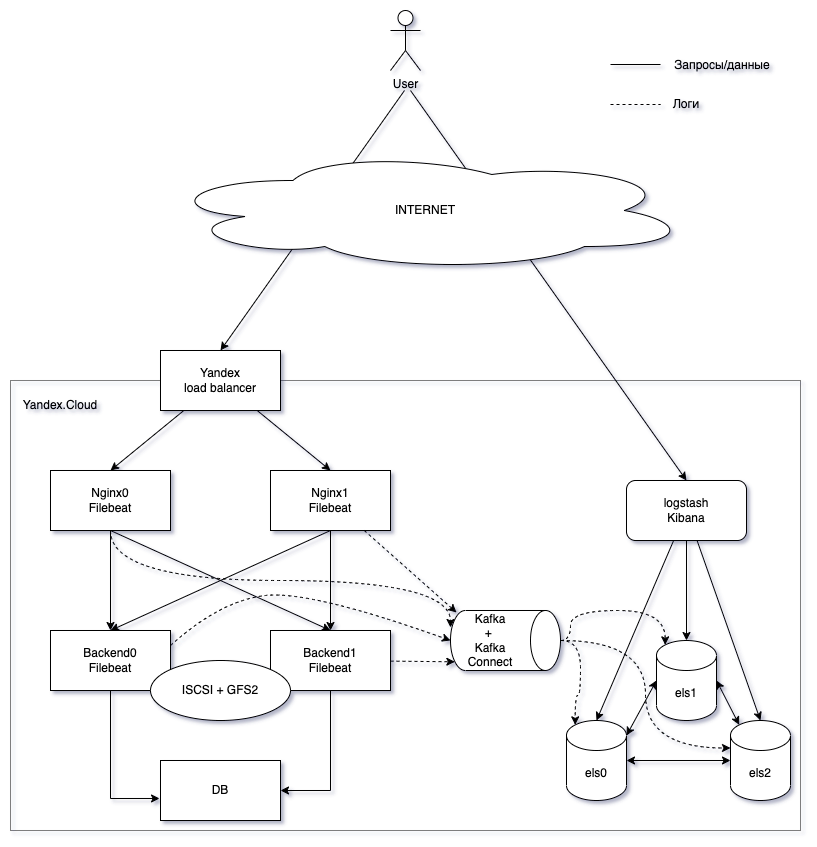 User
Запросы/данные
Логи
INTERNET
Yandex
load balancer
Yandex.Cloud
Nginx0
Filebeat
Nginx1
Filebeat
logstash
Kibana
Backend0
Filebeat
Backend1
Filebeat
Kafka
+
Kafka
Connect
ISCSI + GFS2
els1
els0
els2
DB